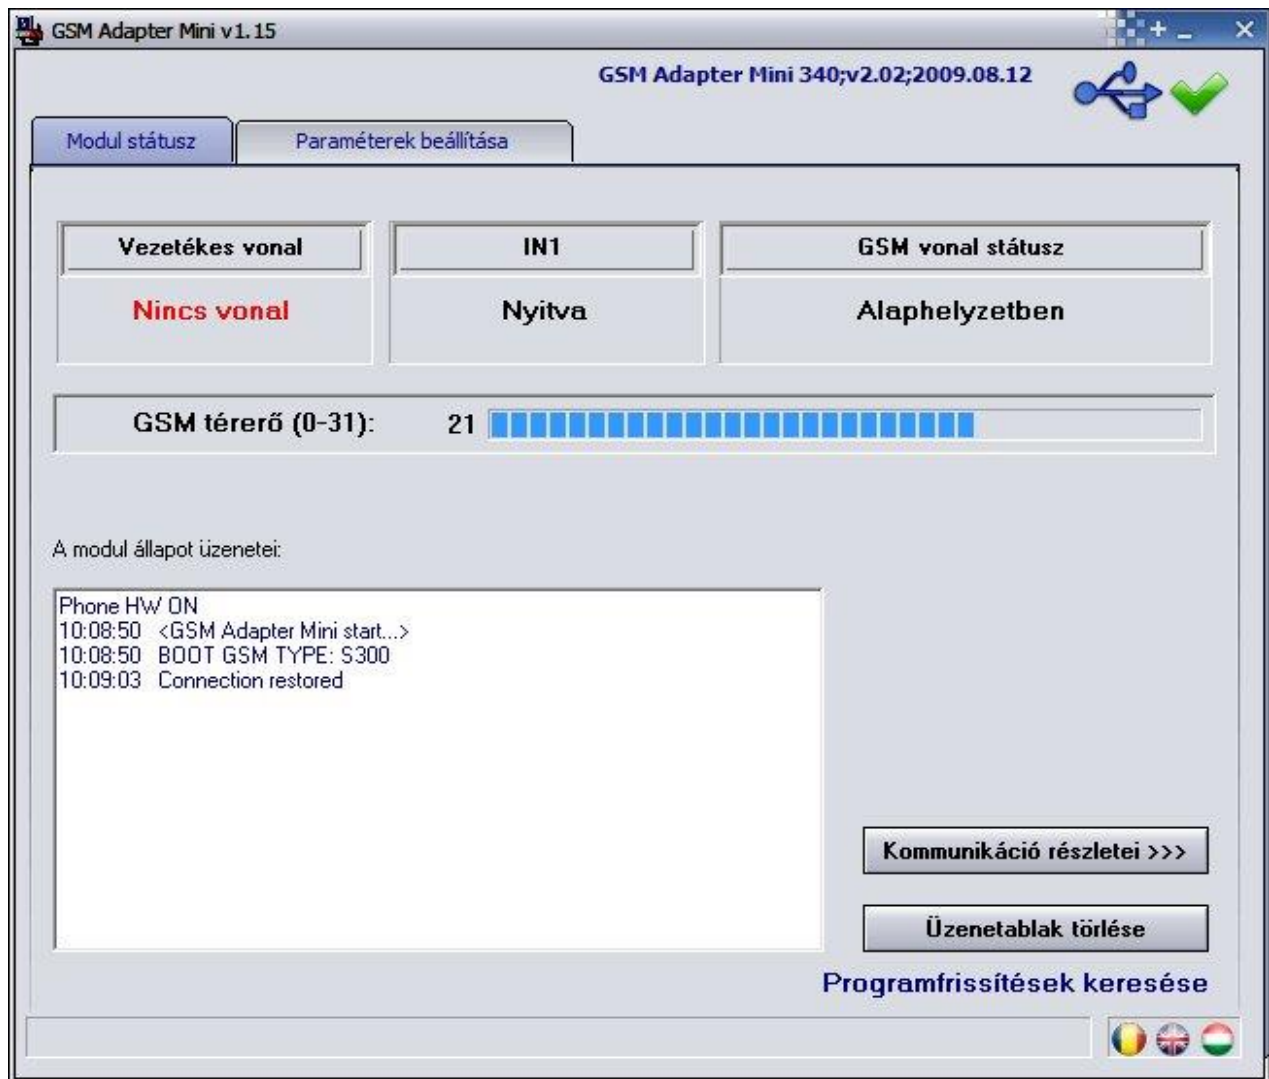 GSM Adapter Mini v1.15
GSM Adapter Mini 340;v2.02;2009.08.12
Modul státusz Paraméterek beállítása
Vezetékes vonal IN1 GSM vonal státusz
Nincs vonal Nyitva Alaphelyzetben
GSM térerő (0-31): 21
A modul állapot üzenetei:
Phone HW ON
10:08:50 <GSM Adapter Mini start...>
10:08:50 BOOT GSM TYPE: S300
10:09:03 Connection restored
Kommunikáció részletei >>>
Üzenetablak törlése
Programfrissítések keresése